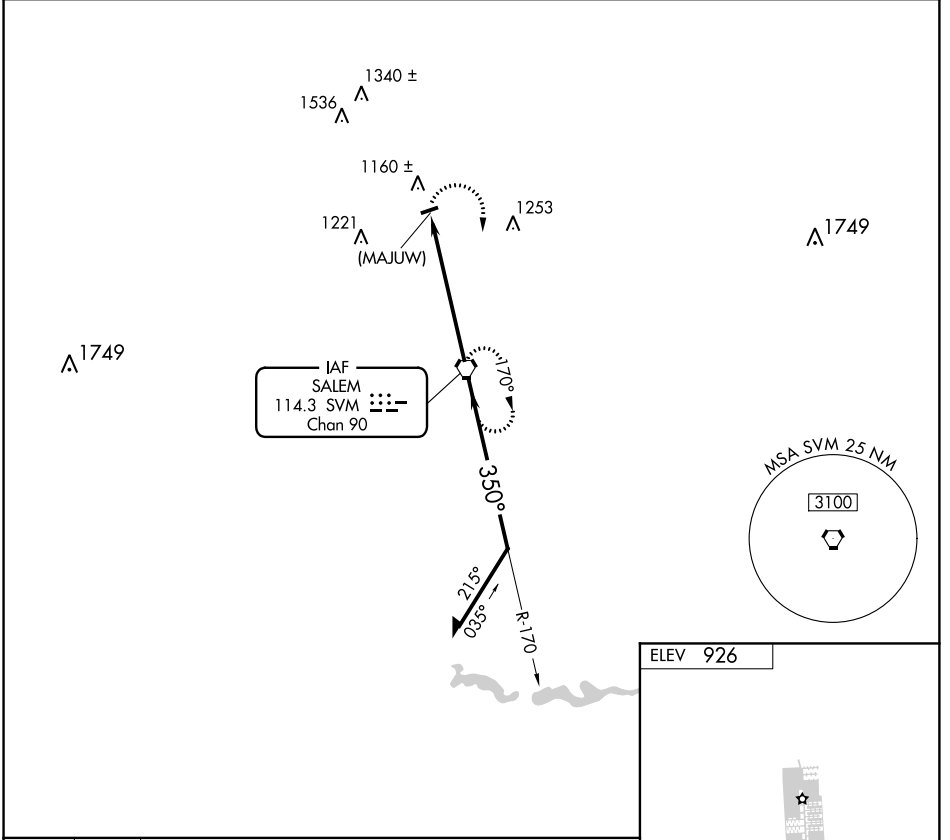 1340 ±
1536
1160 ±
1253
1221
1749
(MAJUW)
1749
IAF
SALEM
114.3 SVM
Chan 90
170°
MSA SVM 25 NM
3100
350°
215°
035°
R-170
ELEV 926